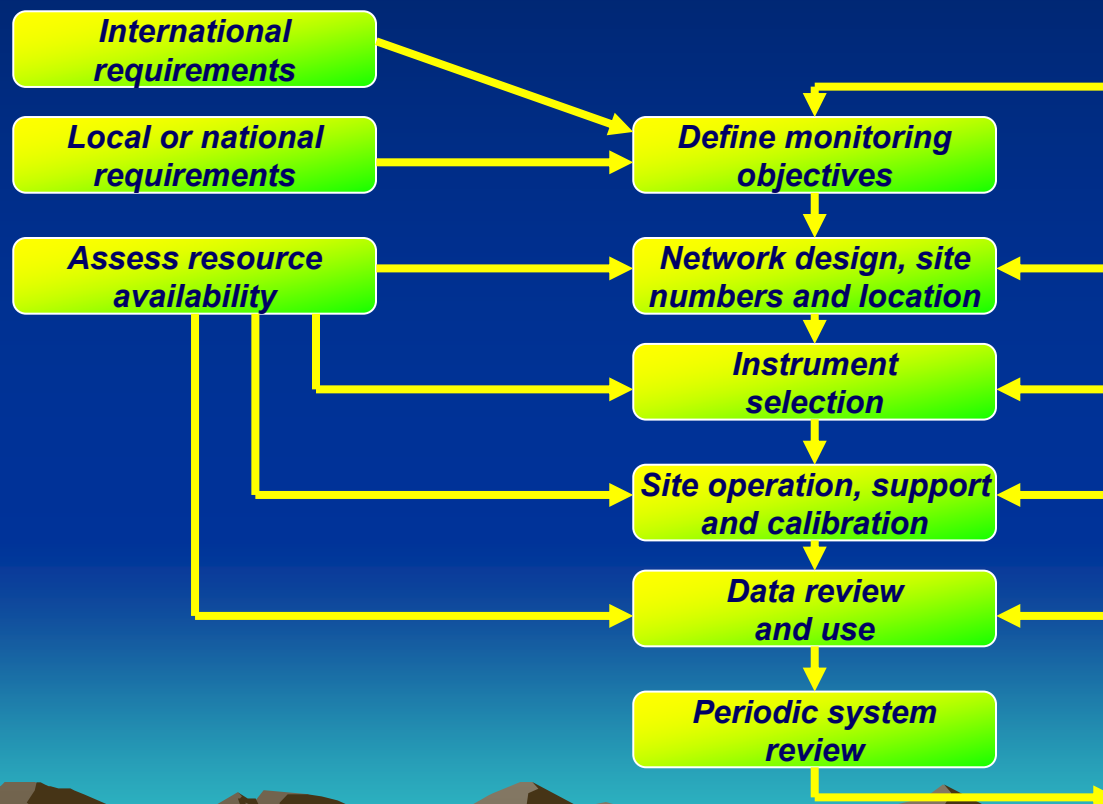 International
requirements
Local or national
requirements
Define monitoring
objectives
Assess resource
availability
Network design, site
numbers and location
Instrument
selection
Site operation, support
and calibration
Data review
and use
Periodic system
review